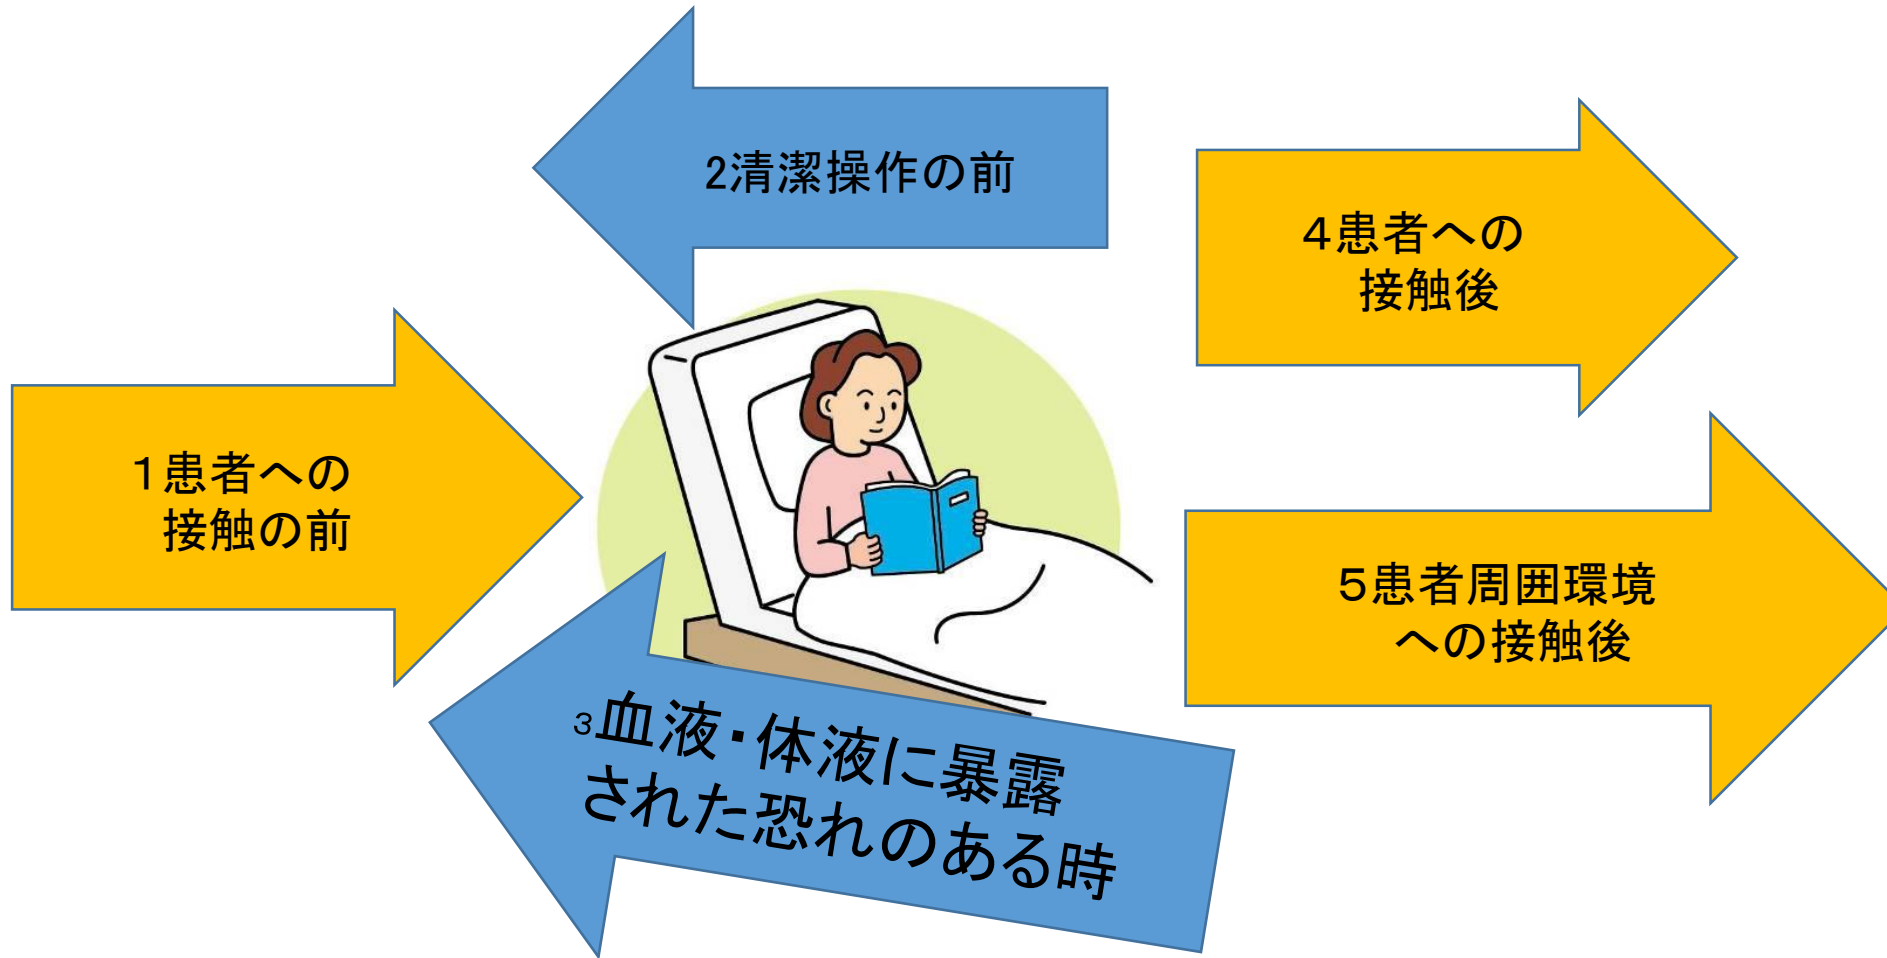 1患者への
接触の前
2清潔操作の前
3血液・体液に暴露
された恐れのある時
４患者への
接触後
５患者周囲環境
への接触後